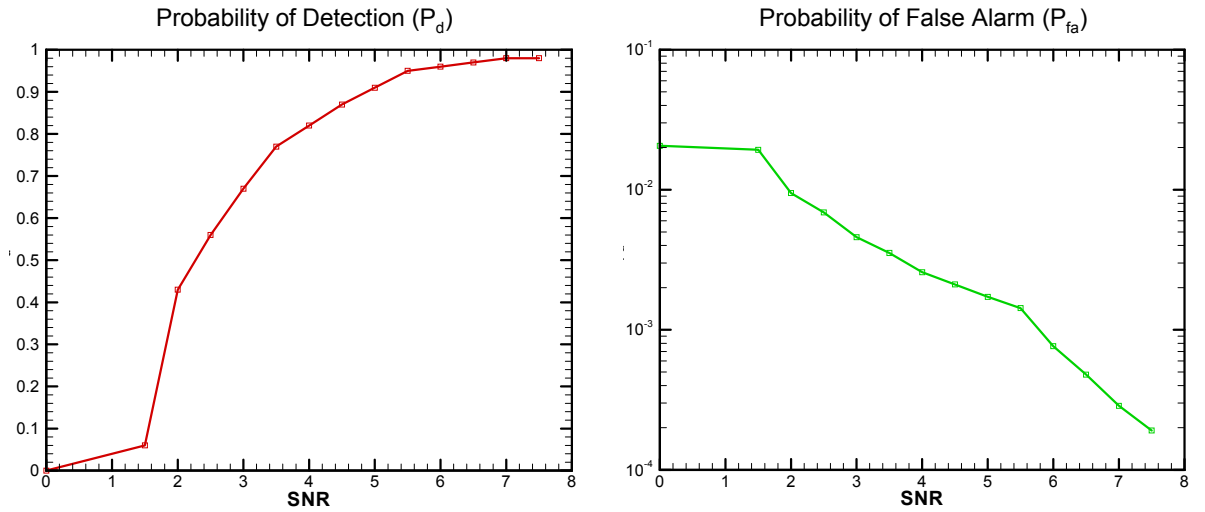 Probability of Detection (P_d)
1
0.9
0.8
0.7
0.6
0.5
0.4
0.3
0.2
0.1
0
0 1 2 3 4 5 6 7 8
SNR
Probability of False Alarm (P_fa)
10^-1
10^-2
10^-3
10^-4
0 1 2 3 4 5 6 7 8
SNR